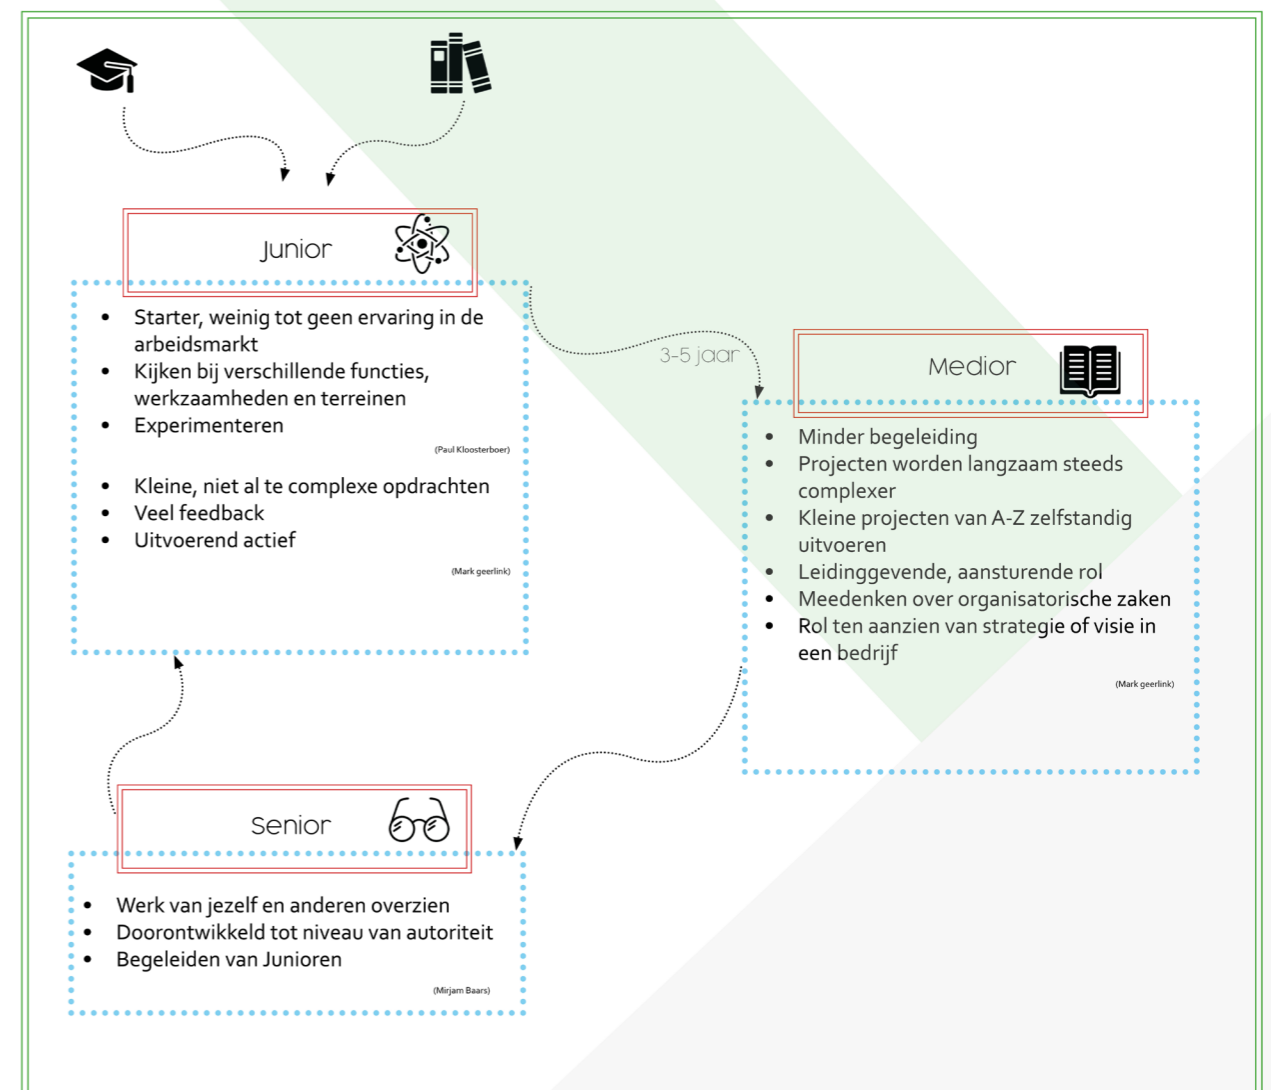 Junior
• Starter, weinig tot geen ervaring in de
arbeidsmarkt
• Kijken bij verschillende functies,
werkzaamheden en terreinen
• Experimenteren
(Paul Kloosterboer)
• Kleine, niet al te complexe opdrachten
• Veel feedback
• Uitvoerend actief
(Mark geerlink)
3-5 jaar
Medior
• Minder begeleiding
• Projecten worden langzaam steeds
complexer
• Kleine projecten van A-Z zelfstandig
uitvoeren
• Leidinggevende, aansturende rol
• Meedenken over organisatorische zaken
• Rol ten aanzien van strategie of visie in
een bedrijf
(Mark geerlink)
Senior
• Werk van jezelf en anderen overzien
• Doorontwikkeld tot niveau van autoriteit
• Begeleiden van Junioren
(Mirjam Baars)